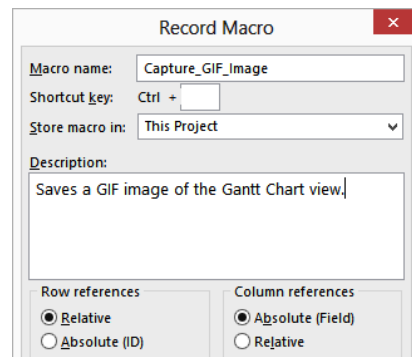 Record Macro
Macro name: Capture_GIF_Image
Shortcut key: Ctrl +
Store macro in: This Project
Description:
Saves a GIF image of the Gantt Chart view.
Row references Column references
Relative Absolute (Field)
Absolute (ID) Relative